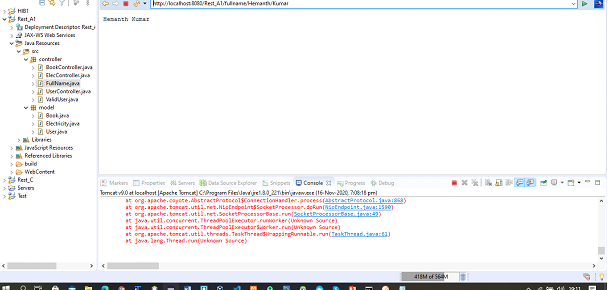 HIB1
Rest_A1
Deployment Descriptor: Rest_
JAX-WS Web Services
Java Resources
src
controller
BookController.java
ElecController.java
FullName.java
UserController.java
ValidUser.java
model
Book.java
Electricity.java
User.java
Libraries
JavaScript Resources
Referenced Libraries
build
WebContent
Rest_C
Servers
Test
http://localhost:8080/Rest_A1/fullname/Hemanth/Kumar
Hemanth Kumar
Markers Properties Servers Data Source Explorer Snippets Console Progress Debug
Tomcat v9.0 at localhost [Apache Tomcat] C:\Program Files\Java\jre1.8.0_221\bin\javaw.exe (16-Nov-2020, 7:08:18 pm)
at org.apache.coyote.AbstractProtocol$ConnectionHandler.process(AbstractProtocol.java:868)
at org.apache.tomcat.util.net.NioEndpoint$SocketProcessor.doRun(NioEndpoint.java:1590)
at org.apache.tomcat.util.net.SocketProcessorBase.run(SocketProcessorBase.java:49)
at java.util.concurrent.ThreadPoolExecutor.runWorker(Unknown Source)
at java.util.concurrent.ThreadPoolExecutor$Worker.run(Unknown Source)
at org.apache.tomcat.util.threads.TaskThread$WrappingRunnable.run(TaskThread.java:61)
at java.lang.Thread.run(Unknown Source)
418M of 564M
19:11